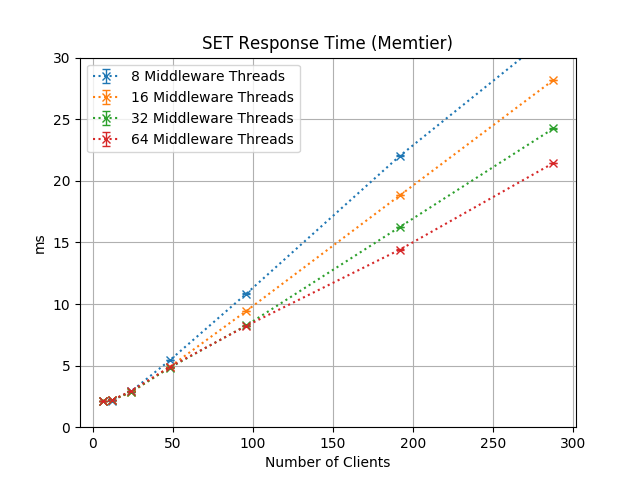 SET Response Time (Memtier)
30
25
20
15
10
5
0
ms
8 Middleware Threads
16 Middleware Threads
32 Middleware Threads
64 Middleware Threads
0 50 100 150 200 250 300
Number of Clients